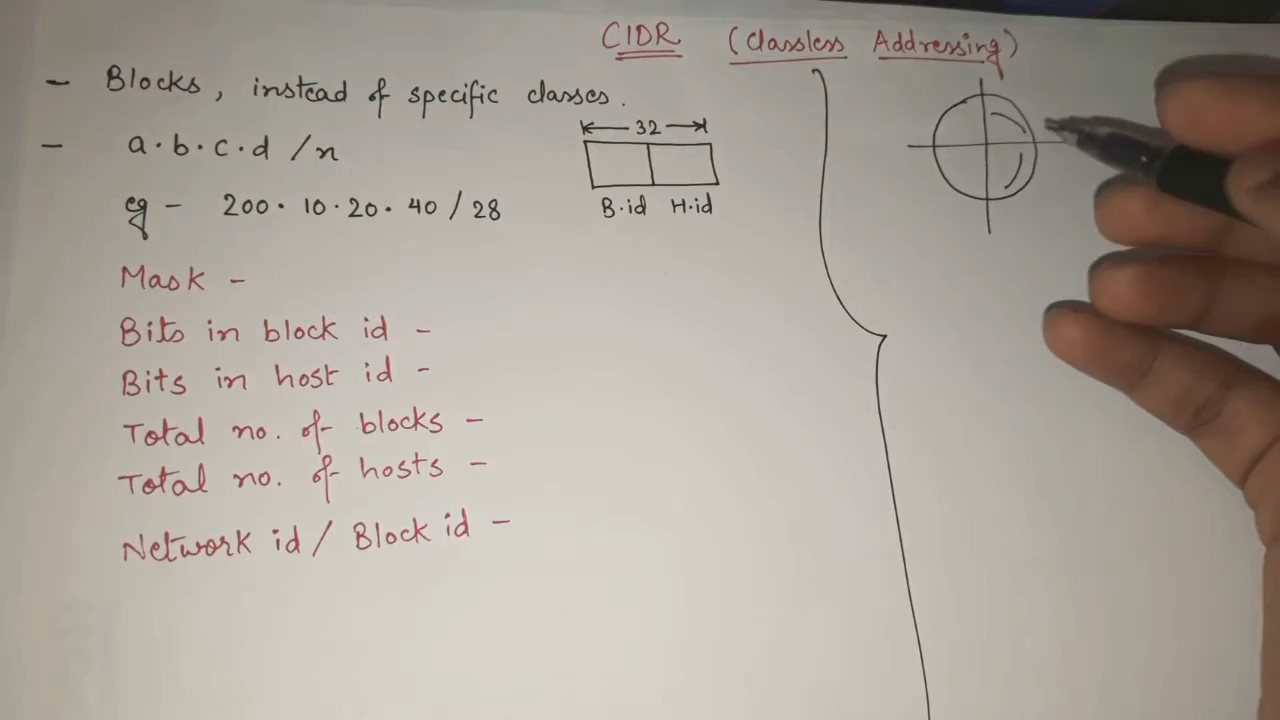 CIDR (Classless Addressing)
- Blocks, instead of specific classes.
- a.b.c.d /n
eg - 200.10.20.40/28
32
B.id H.id
Mask -
Bits in block id -
Bits in host id -
Total no. of blocks -
Total no. of hosts -
Network id / Block id -